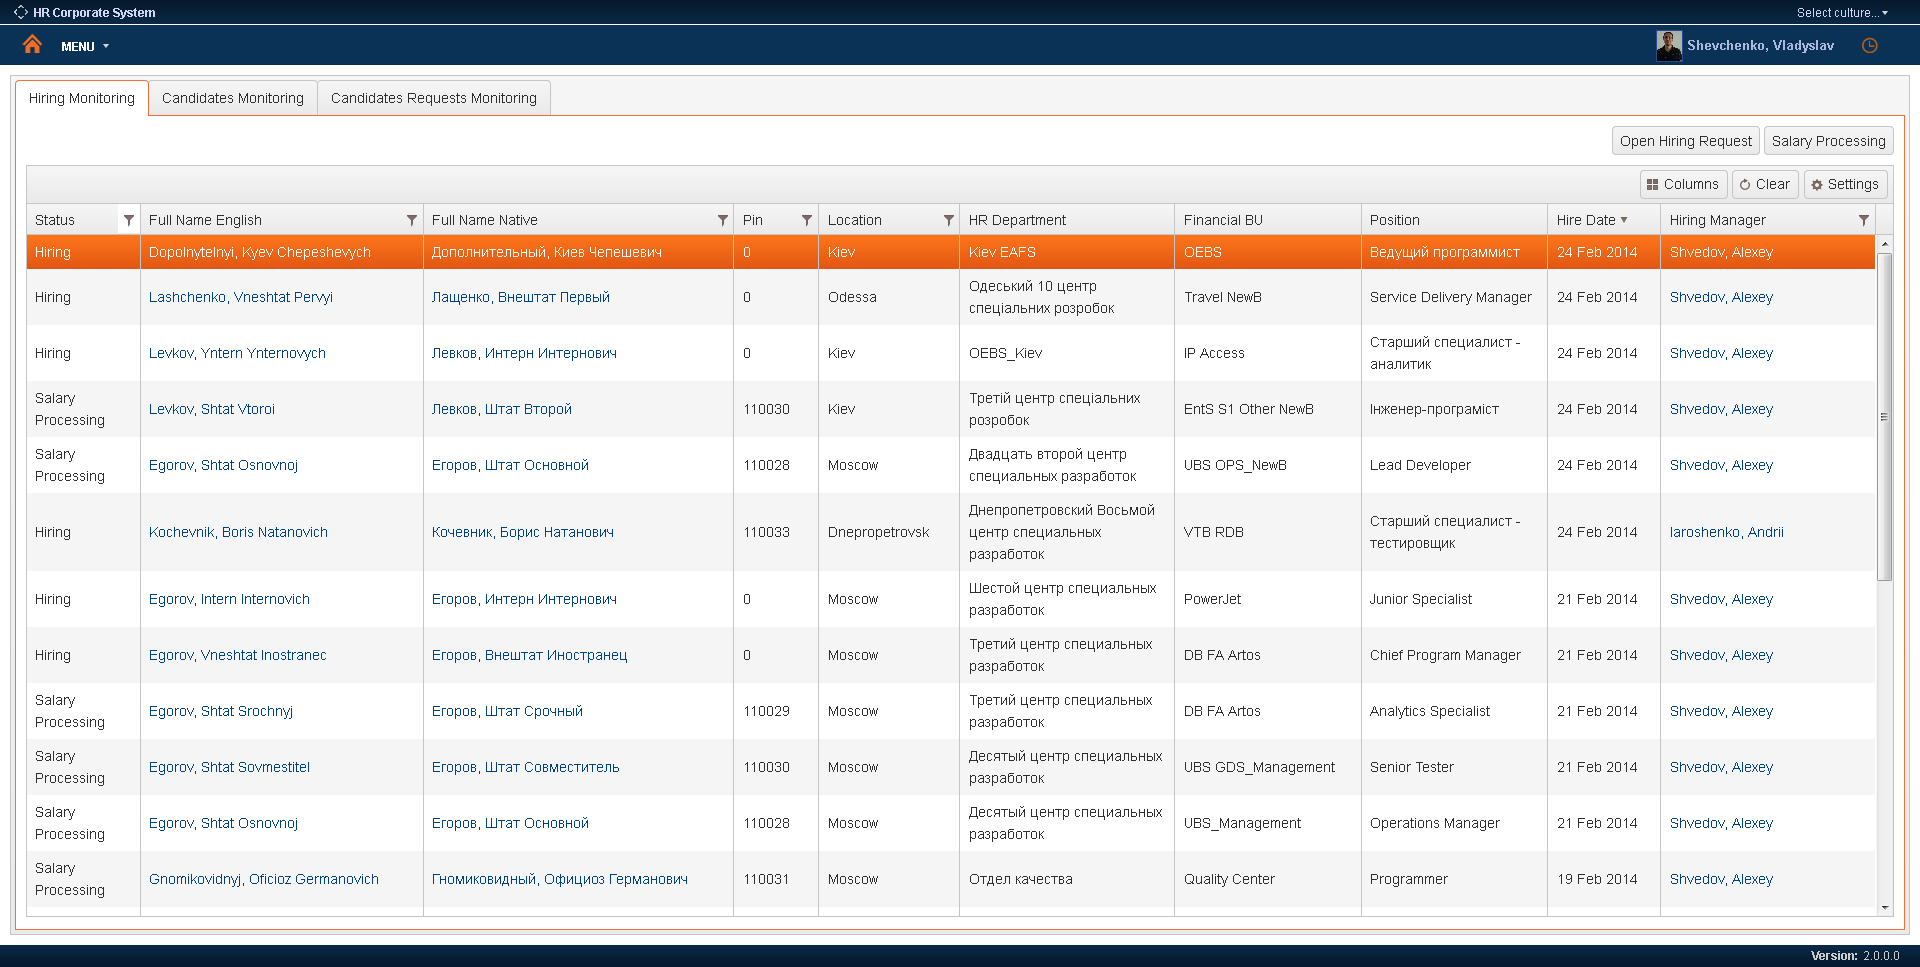 HR Corporate System
Select culture...
MENU
Shevchenko, Vladyslav
Hiring Monitoring
Candidates Monitoring
Candidates Requests Monitoring
Open Hiring Request
Salary Processing
Columns
Clear
Settings
Status
Full Name English
Full Name Native
Pin
Location
HR Department
Financial BU
Position
Hire Date
Hiring Manager
Hiring
Dopolnytelnyi, Kyev Chepeshevych
Дополнительный, Киев Чепешевич
0
Kiev
Kiev EAFS
OEBS
Ведущий программист
24 Feb 2014
Shvedov, Alexey
Hiring
Lashchenko, Vneshtat Pervyi
Лащенко, Внештат Первый
0
Odessa
Одеський 10 центр
спеціальних розробок
Travel NewB
Service Delivery Manager
24 Feb 2014
Shvedov, Alexey
Hiring
Levkov, Yntern Ynternovych
Левков, Интерн Интернович
0
Kiev
OEBS_Kiev
IP Access
Старший специалист -
аналитик
24 Feb 2014
Shvedov, Alexey
Salary
Processing
Levkov, Shtat Vtoroi
Левков, Штат Второй
110030
Kiev
Третій центр спеціальних
розробок
EntS S1 Other NewB
Інженер-програміст
24 Feb 2014
Shvedov, Alexey
Salary
Processing
Egorov, Shtat Osnovnoj
Егоров, Штат Основной
110028
Moscow
Двадцать второй центр
специальных разработок
UBS OPS_NewB
Lead Developer
24 Feb 2014
Shvedov, Alexey
Hiring
Kochevnik, Boris Natanovich
Кочевник, Борис Натанович
110033
Dnepropetrovsk
Днепропетровский Восьмой
центр специальных
разработок
VTB RDB
Старший специалист -
тестировщик
24 Feb 2014
Iaroshenko, Andrii
Hiring
Egorov, Intern Internovich
Егоров, Интерн Интернович
0
Moscow
Шестой центр специальных
разработок
PowerJet
Junior Specialist
21 Feb 2014
Shvedov, Alexey
Hiring
Egorov, Vneshtat Inostranec
Егоров, Внештат Иностранец
0
Moscow
Третий центр специальных
разработок
DB FA Artos
Chief Program Manager
21 Feb 2014
Shvedov, Alexey
Salary
Processing
Egorov, Shtat Srochnyj
Егоров, Штат Срочный
110029
Moscow
Третий центр специальных
разработок
DB FA Artos
Analytics Specialist
21 Feb 2014
Shvedov, Alexey
Salary
Processing
Egorov, Shtat Sovmestitel
Егоров, Штат Совместитель
110030
Moscow
Десятый центр специальных
разработок
UBS GDS_Management
Senior Tester
21 Feb 2014
Shvedov, Alexey
Salary
Processing
Egorov, Shtat Osnovnoj
Егоров, Штат Основной
110028
Moscow
Десятый центр специальных
разработок
UBS_Management
Operations Manager
21 Feb 2014
Shvedov, Alexey
Salary
Processing
Gnomikovidnyj, Oficioz Germanovich
Гномиковидный, Официоз Германович
110031
Moscow
Отдел качества
Quality Center
Programmer
19 Feb 2014
Shvedov, Alexey
Version: 2.0.0.0